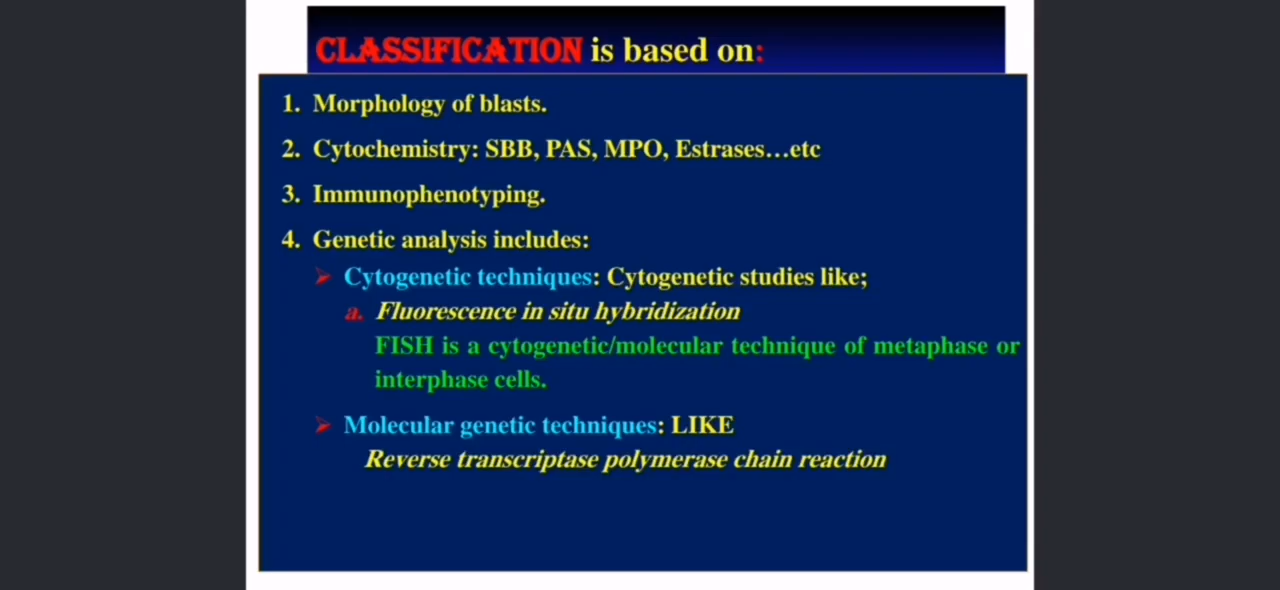 CLASSIFICATION is based on:
1. Morphology of blasts.
2. Cytochemistry: SBB, PAS, MPO, Estrases…etc
3. Immunophenotyping.
4. Genetic analysis includes:
➢ Cytogenetic techniques: Cytogenetic studies like;
a. Fluorescence in situ hybridization
FISH is a cytogenetic/molecular technique of metaphase or
interphase cells.
➢ Molecular genetic techniques: LIKE
Reverse transcriptase polymerase chain reaction